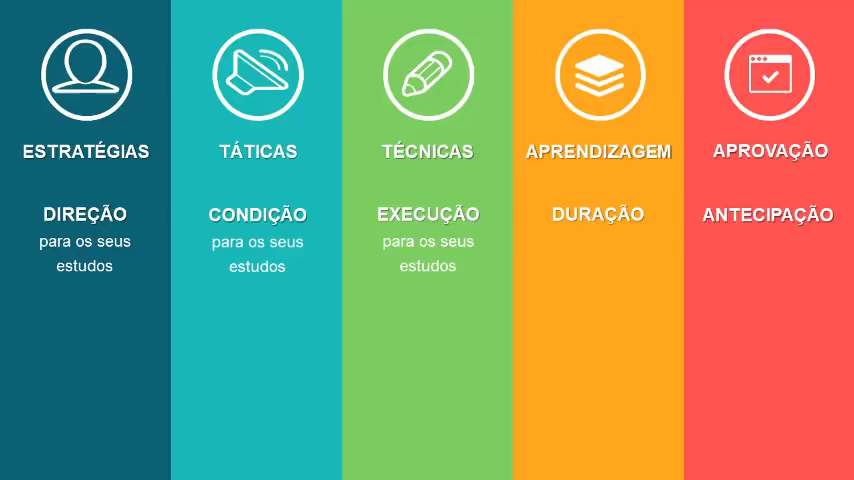 ESTRATÉGIAS
DIREÇÃO
para os seus
estudos
TÁTICAS
CONDIÇÃO
para os seus
estudos
TÉCNICAS
EXECUÇÃO
para os seus
estudos
APRENDIZAGEM
DURAÇÃO
APROVAÇÃO
ANTECIPAÇÃO